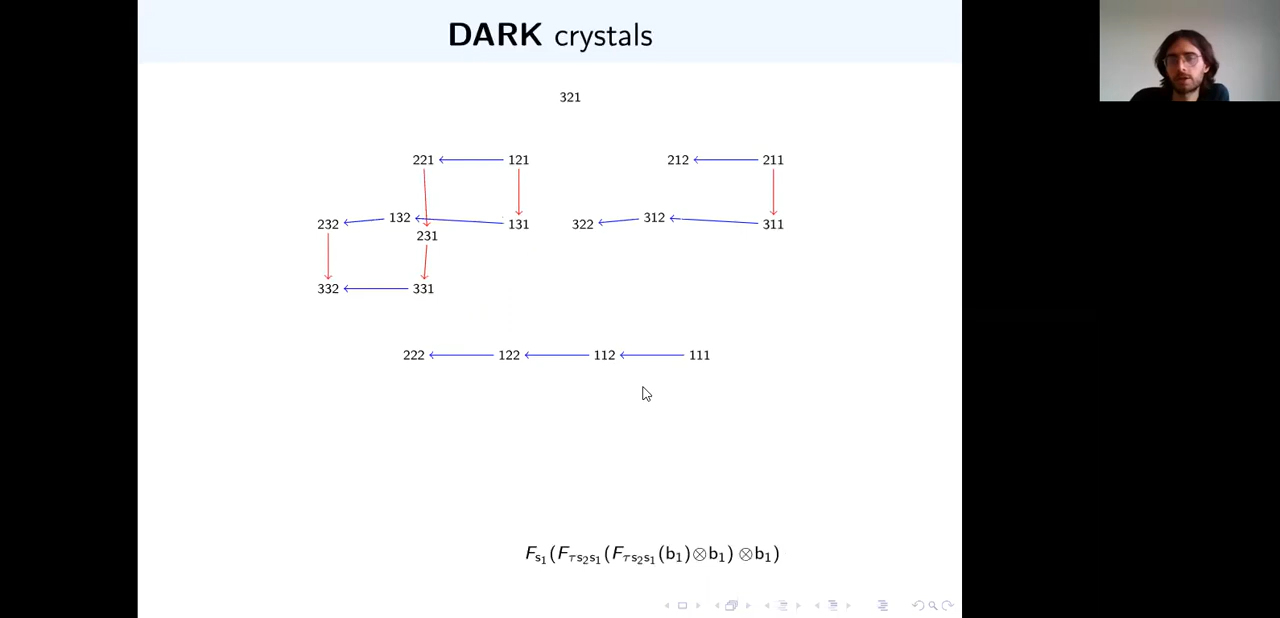 DARK crystals
321
221 121 212 211
232 132 131 322 312 311
231
332 331
222 122 112 111
F_{s_1}(F_{τs_2s_1}(F_{τs_2s_1}(b_1)⊗b_1)⊗b_1)